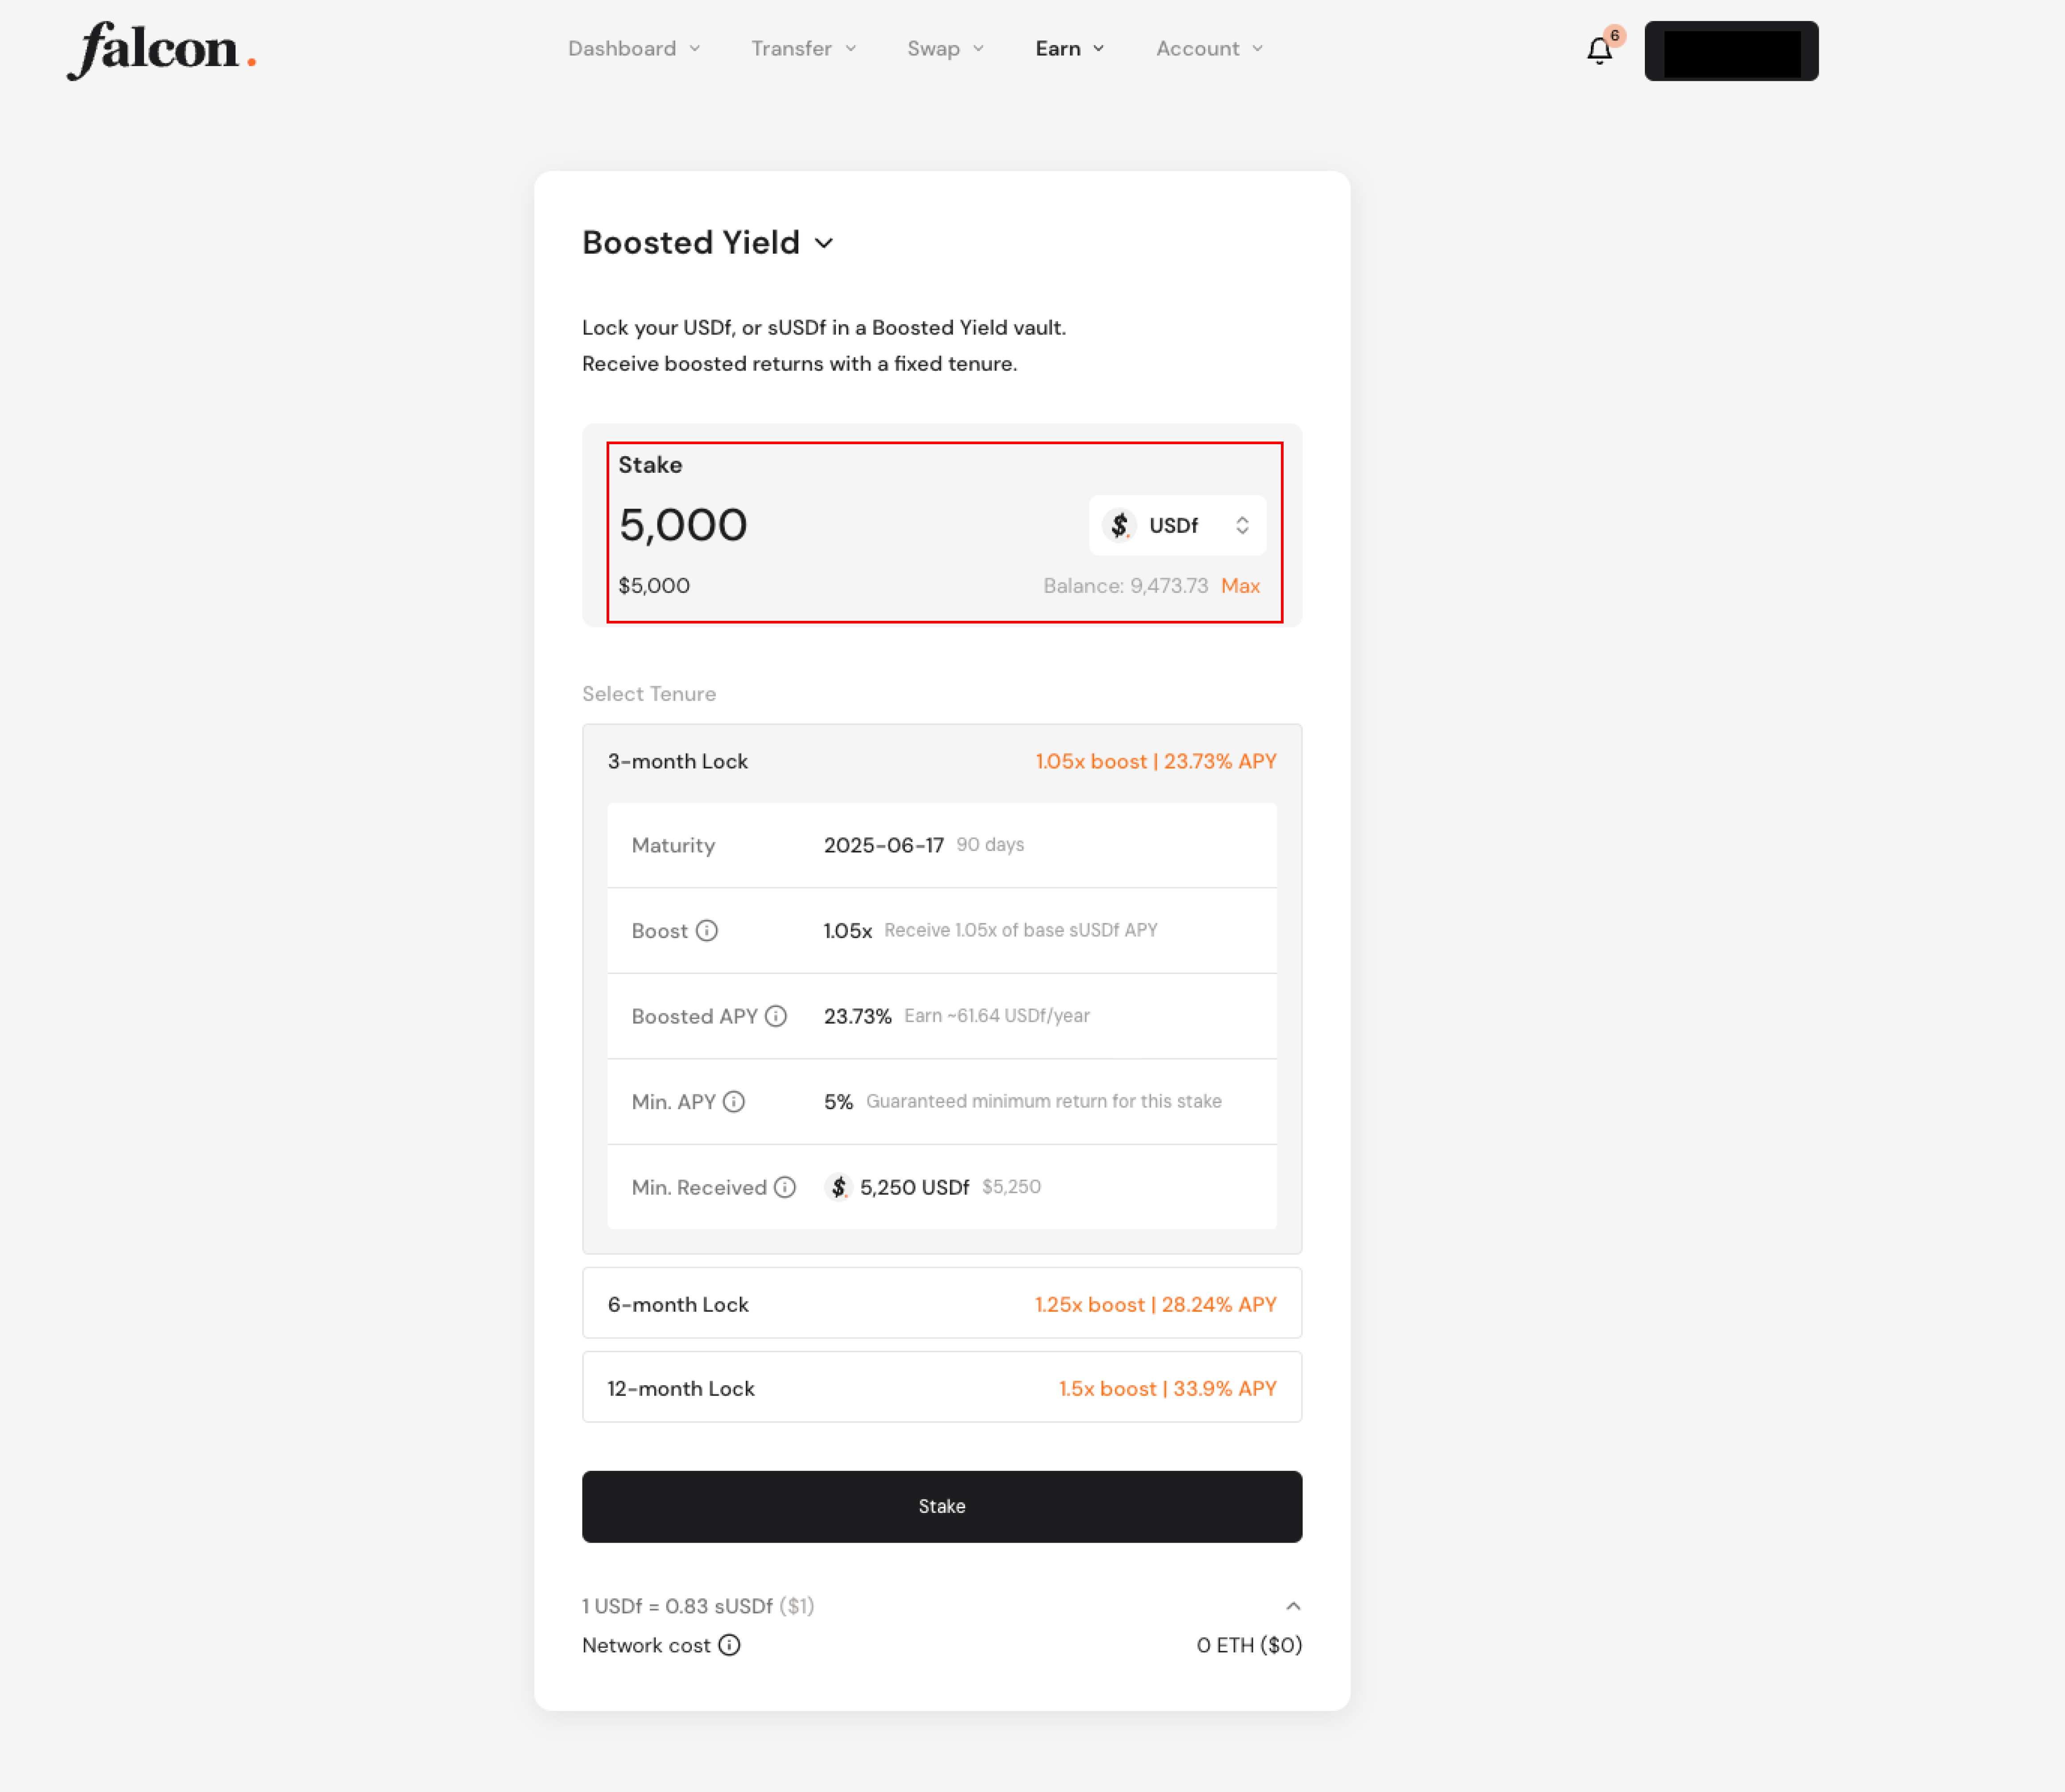 falcon.
Dashboard Transfer Swap Earn Account 6
Boosted Yield
Lock your USDf, or sUSDf in a Boosted Yield vault.
Receive boosted returns with a fixed tenure.
Stake
5,000 $ USDf
$5,000 Balance: 9,473.73 Max
Select Tenure
3-month Lock 1.05x boost | 23.73% APY
Maturity 2025-06-17 90 days
Boost 1.05x Receive 1.05x of base sUSDf APY
Boosted APY 23.73% Earn ~61.64 USDf/year
Min. APY 5% Guaranteed minimum return for this stake
Min. Received $ 5,250 USDf $5,250
6-month Lock 1.25x boost | 28.24% APY
12-month Lock 1.5x boost | 33.9% APY
Stake
1 USDf = 0.83 sUSDf ($1)
Network cost 0 ETH ($0)